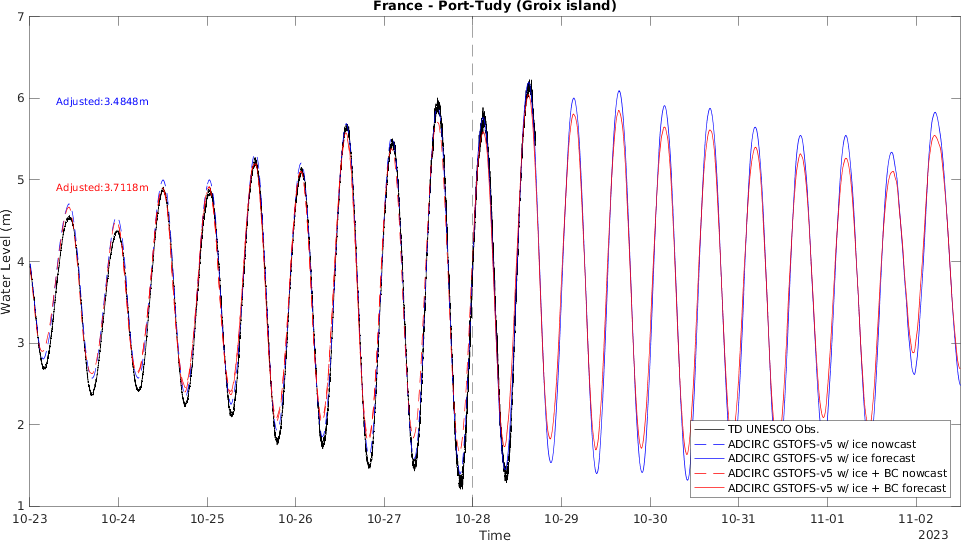 France - Port-Tudy (Groix island)
7
6
5
4
3
2
1
Water Level (m)
Adjusted:3.4848m
Adjusted:3.7118m
TD UNESCO Obs.
ADCIRC GSTOFS-v5 w/ ice nowcast
ADCIRC GSTOFS-v5 w/ ice forecast
ADCIRC GSTOFS-v5 w/ ice + BC nowcast
ADCIRC GSTOFS-v5 w/ ice + BC forecast
10-23 10-24 10-25 10-26 10-27 10-28 10-29 10-30 10-31 11-01 11-02
2023
Time